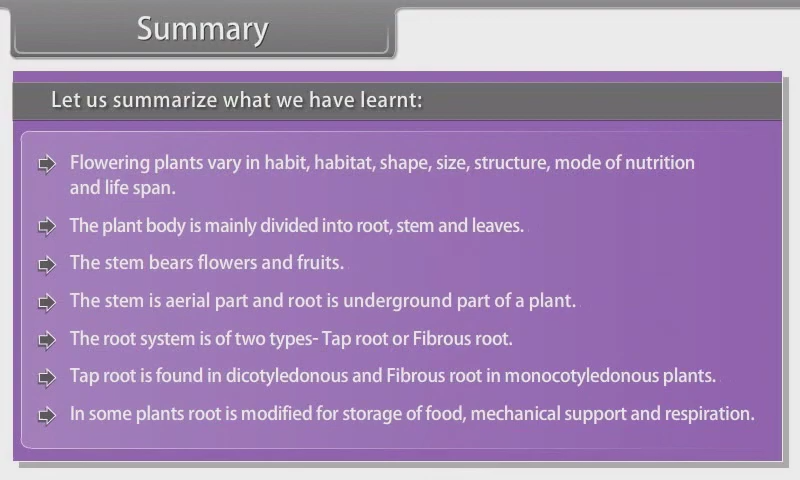 Summary
Let us summarize what we have learnt:
Flowering plants vary in habit, habitat, shape, size, structure, mode of nutrition
and life span.
The plant body is mainly divided into root, stem and leaves.
The stem bears flowers and fruits.
The stem is aerial part and root is underground part of a plant.
The root system is of two types- Tap root or Fibrous root.
Tap root is found in dicotyledonous and Fibrous root in monocotyledonous plants.
In some plants root is modified for storage of food, mechanical support and respiration.